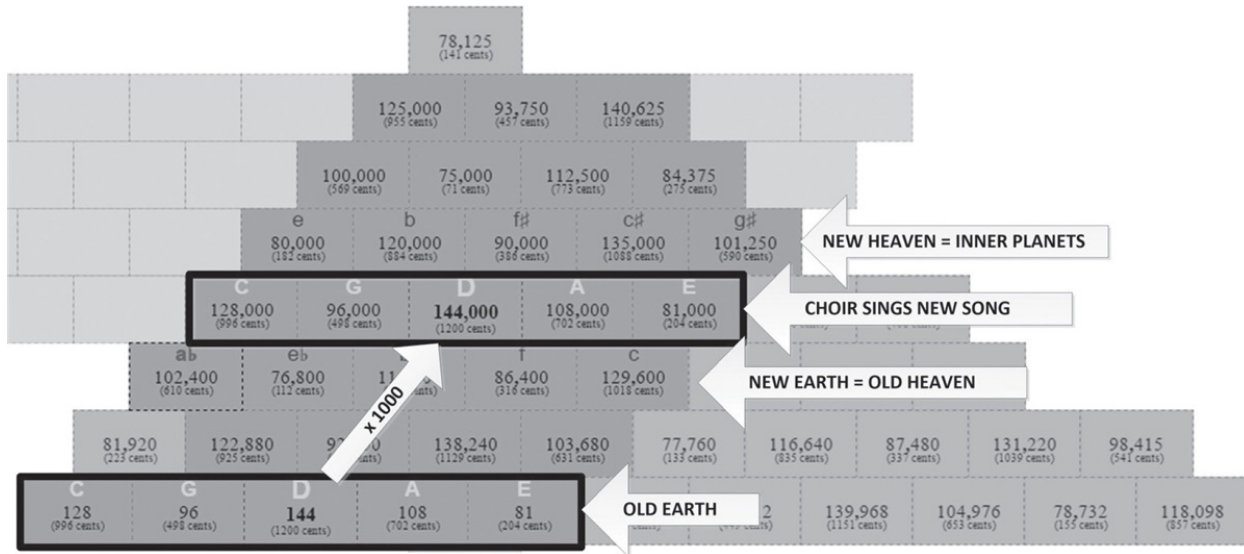 78,125
(141 cents)
125,000 93,750 140,625
(955 cents) (457 cents) (1159 cents)
100,000 75,000 112,500 84,375
(569 cents) (71 cents) (773 cents) (275 cents)
e b f♯ c♯ g♯
80,000 120,000 90,000 135,000 101,250
(182 cents) (884 cents) (386 cents) (1088 cents) (590 cents)
NEW HEAVEN = INNER PLANETS
C G D A E
128,000 96,000 144,000 108,000 81,000
(996 cents) (498 cents) (1200 cents) (702 cents) (204 cents)
CHOIR SINGS NEW SONG
a♭ e♭ f c
102,400 76,800 86,400 129,600
(610 cents) (112 cents) (316 cents) (1018 cents)
NEW EARTH = OLD HEAVEN
x 1000
81,920 122,880 138,240 103,680 77,760 116,640 87,480 131,220 98,415
(223 cents) (925 cents) (1129 cents) (631 cents) (133 cents) (835 cents) (337 cents) (1039 cents) (541 cents)
C G D A E
128 96 144 108 81
(996 cents) (498 cents) (1200 cents) (702 cents) (204 cents)
OLD EARTH
139,968 104,976 78,732 118,098
(1151 cents) (653 cents) (155 cents) (857 cents)